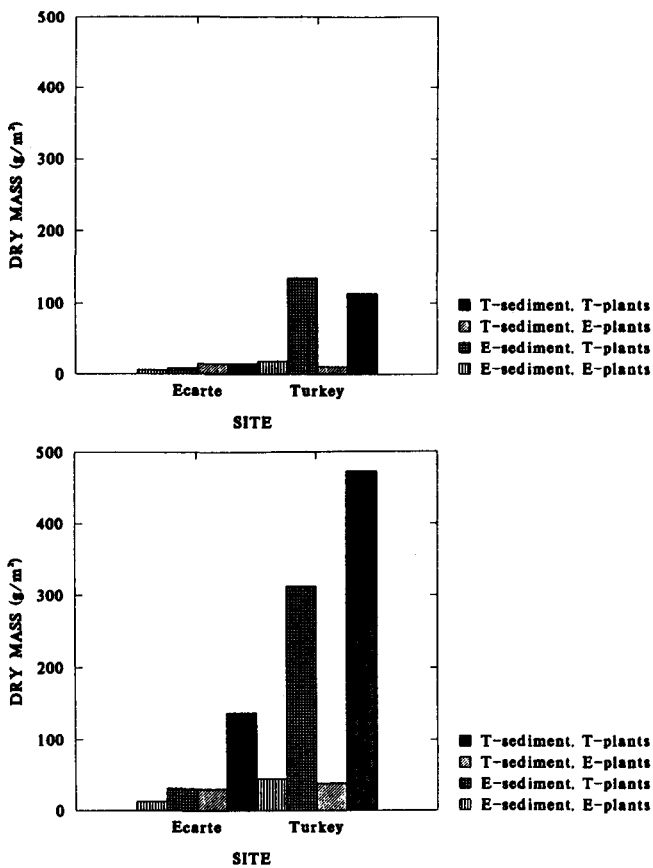 500
400
300
200
100
0
DRY MASS (g/m²)
Ecarte Turkey
SITE
T-sediment, T-plants
T-sediment, E-plants
E-sediment, T-plants
E-sediment, E-plants
500
400
300
200
100
0
DRY MASS (g/m²)
Ecarte Turkey
SITE
T-sediment, T-plants
T-sediment, E-plants
E-sediment, T-plants
E-sediment, E-plants